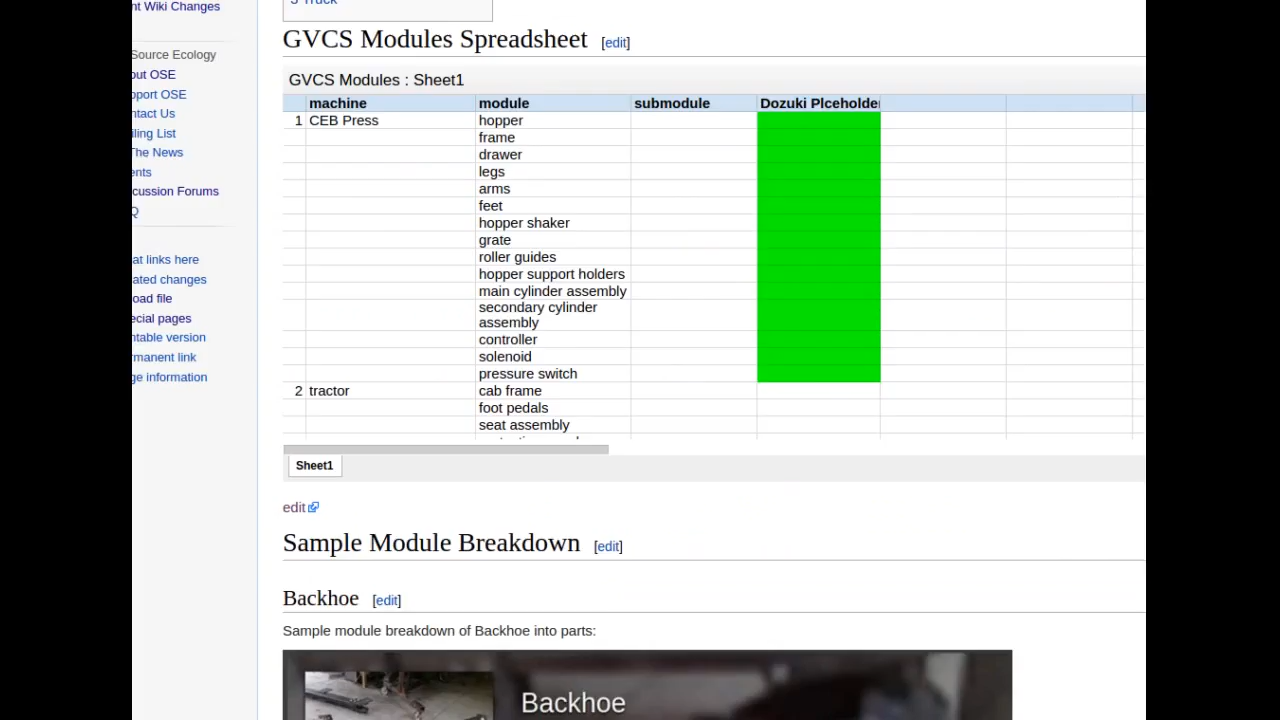 nt Wiki Changes
Source Ecology
out OSE
pport OSE
ntact Us
iling List
The News
ents
cussion Forums
Q
at links here
ated changes
oad file
ecial pages
ntable version
rmanent link
ge information
3 Truck
GVCS Modules Spreadsheet [edit]
GVCS Modules : Sheet1
machine module submodule Dozuki Plceholder
1 CEB Press hopper
frame
drawer
legs
arms
feet
hopper shaker
grate
roller guides
hopper support holders
main cylinder assembly
secondary cylinder
assembly
controller
solenoid
pressure switch
2 tractor cab frame
foot pedals
seat assembly
Sheet1
edit
Sample Module Breakdown [edit]
Backhoe [edit]
Sample module breakdown of Backhoe into parts:
Backhoe